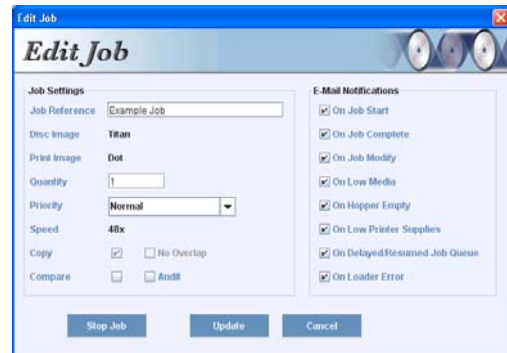 Edit Job
Edit Job
Job Settings
Job Reference Example Job
Disc Image Titan
Print Image Dot
Quantity 1
Priority Normal
Speed 48x
Copy No Overlap
Compare Audit
E-Mail Notifications
On Job Start
On Job Complete
On Job Modify
On Low Media
On Hopper Empty
On Low Printer Supplies
On Delayed/Resumed Job Queue
On Loader Error
Stop Job Update Cancel